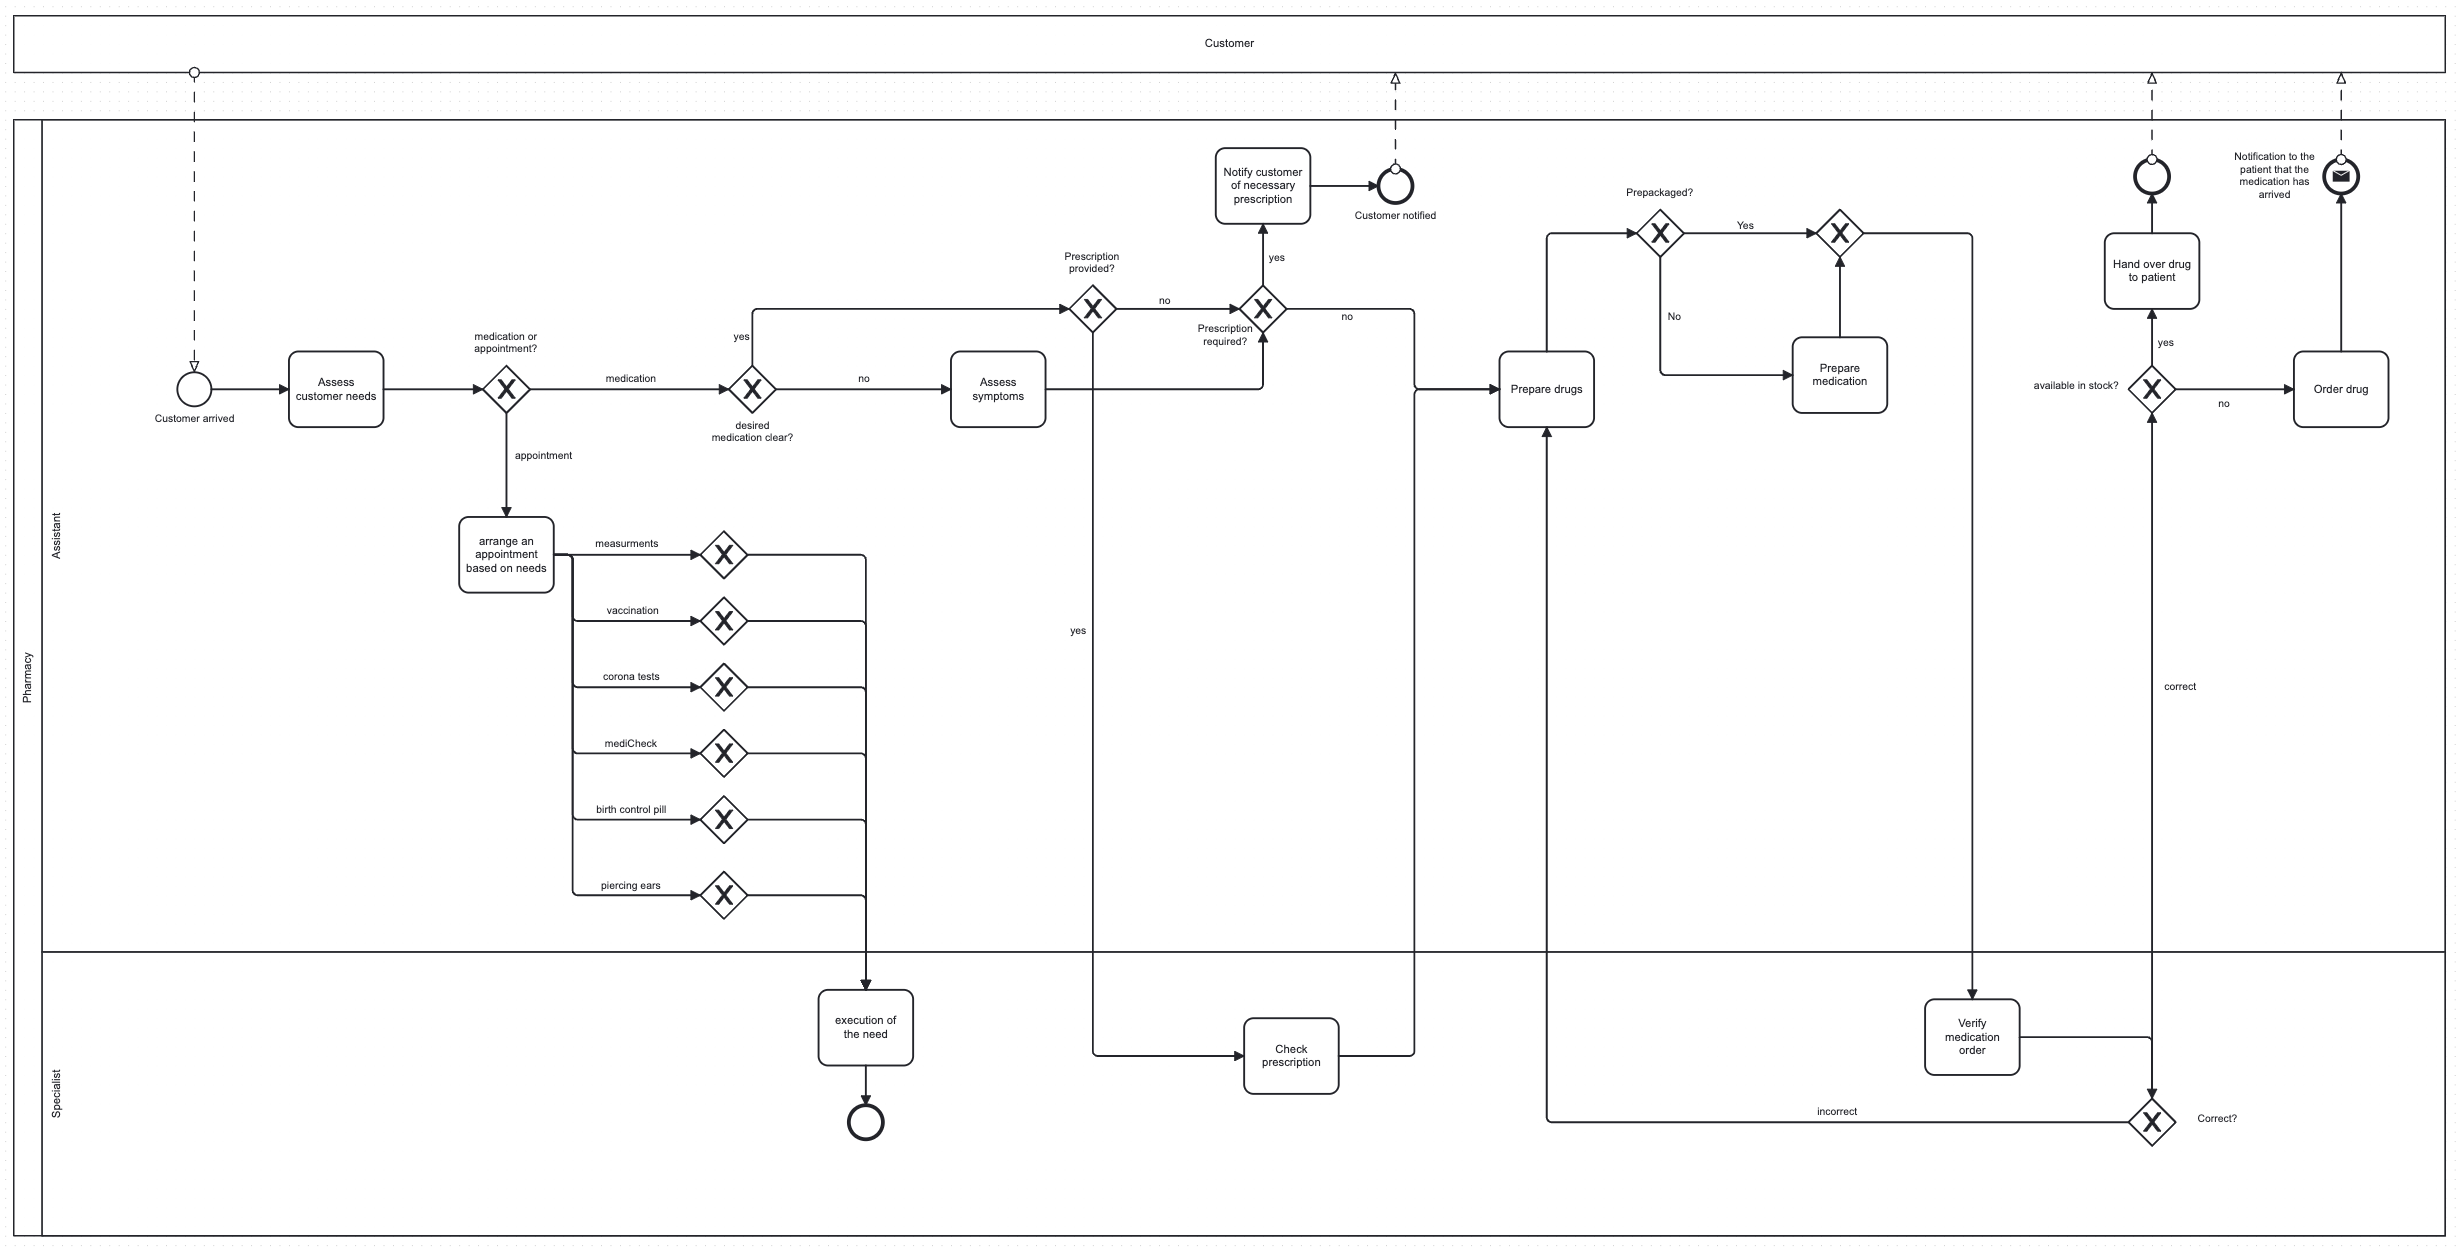 Customer
Pharmacy
Assistant
Specialist
Customer arrived
Assess
customer needs
medication or
appointment?
medication
appointment
arrange an
appointment
based on needs
measurments
vaccination
corona tests
mediCheck
birth control pill
piercing ears
execution of
the need
yes
desired
medication clear?
no
Assess
symptoms
Prescription
provided?
no
yes
Prescription
required?
yes
no
Notify customer
of necessary
prescription
Customer notified
Check
prescription
Prepare drugs
Prepackaged?
Yes
No
Prepare
medication
Verify
medication
order
Correct?
incorrect
correct
available in stock?
yes
no
Hand over drug
to patient
Order drug
Notification to the
patient that the
medication has
arrived